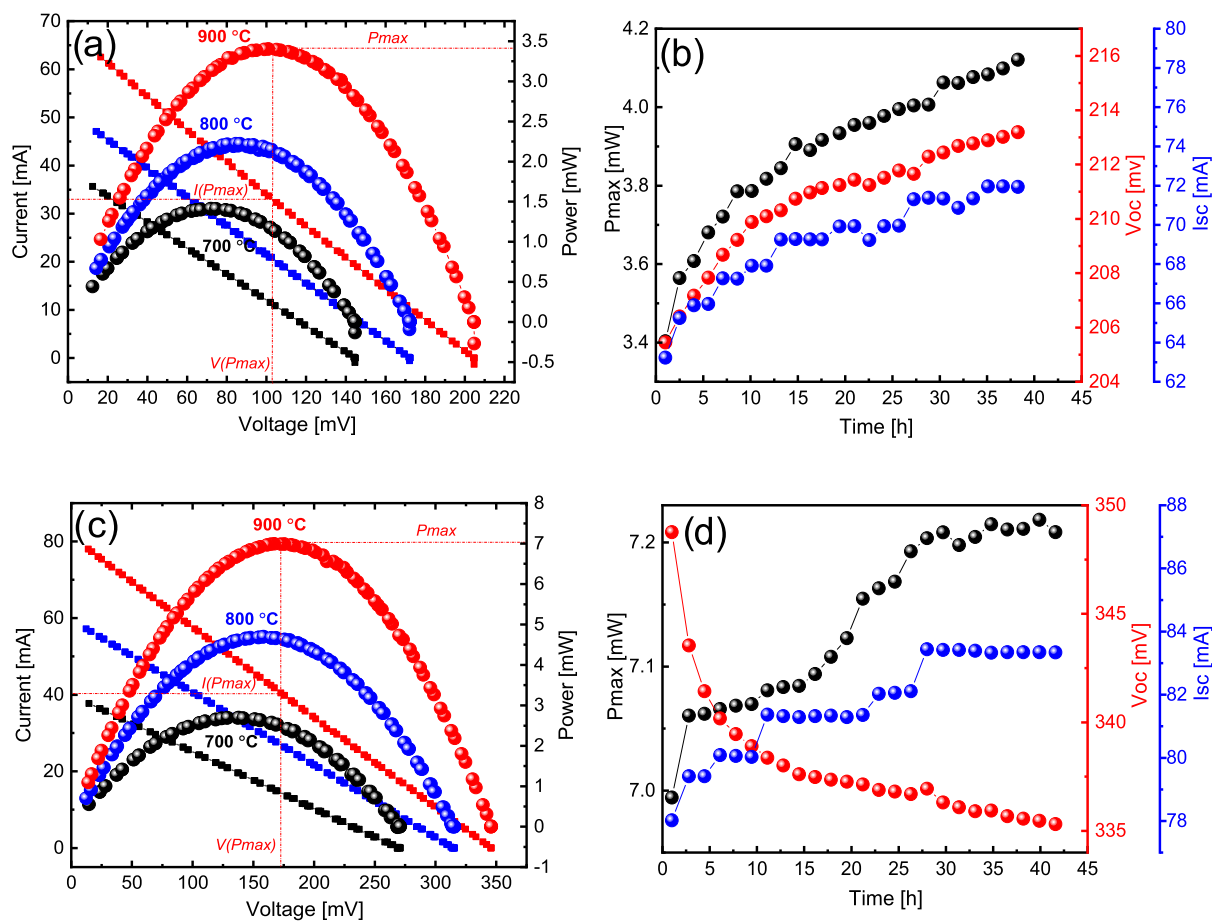 (a)
900 °C
Pmax
800 °C
I(Pmax)
700 °C
V(Pmax)
Current [mA]
70
60
50
40
30
20
10
0
Power [mW]
3.5
3.0
2.5
2.0
1.5
1.0
0.5
0.0
-0.5
0 20 40 60 80 100 120 140 160 180 200 220
Voltage [mV]
(b)
Pmax [mW]
4.2
4.0
3.8
3.6
3.4
Voc [mv]
216
214
212
210
208
206
204
Isc [mA]
80
78
76
74
72
70
68
66
64
62
0 5 10 15 20 25 30 35 40 45
Time [h]
(c)
900 °C
Pmax
800 °C
I(Pmax)
700 °C
V(Pmax)
Current [mA]
80
60
40
20
0
Power [mW]
8
7
6
5
4
3
2
1
0
-1
0 50 100 150 200 250 300 350
Voltage [mV]
(d)
Pmax [mW]
7.2
7.1
7.0
Voc [mV]
350
345
340
335
Isc [mA]
88
86
84
82
80
78
0 5 10 15 20 25 30 35 40 45
Time [h]